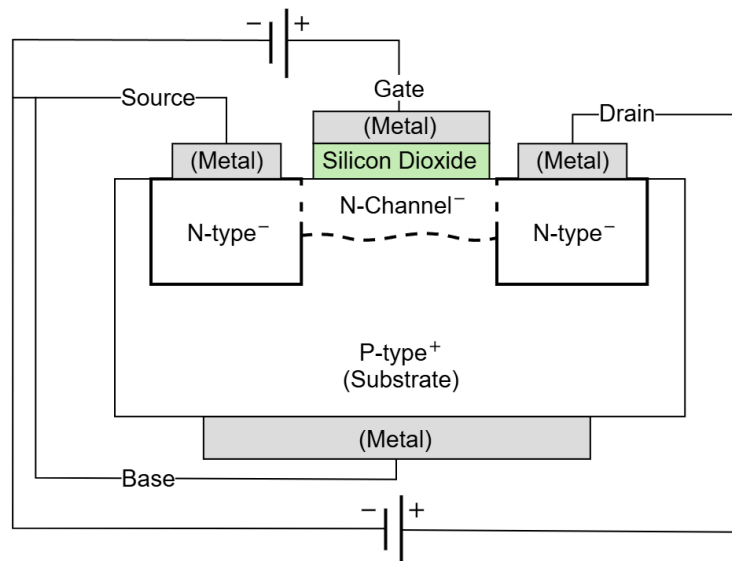 − +
Gate
Source
Drain
(Metal)
(Metal)
Silicon Dioxide
(Metal)
N-Channel⁻
N-type⁻
N-type⁻
P-type⁺
(Substrate)
(Metal)
Base
− +